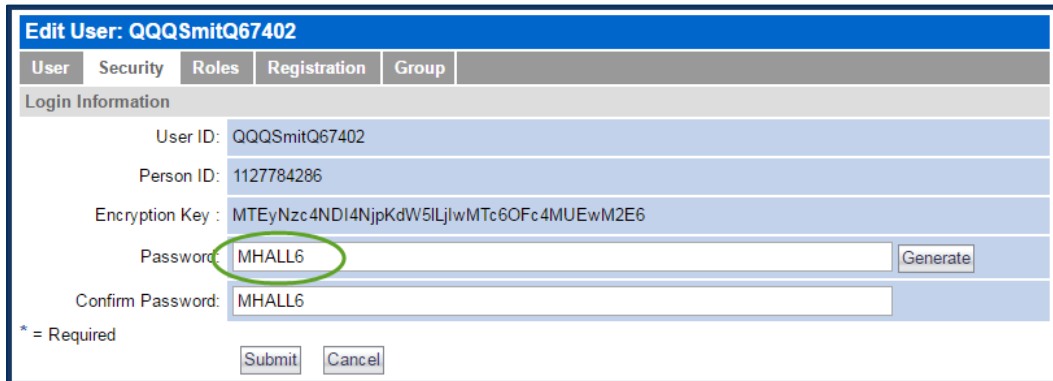 Edit User: QQQSmitQ67402
User Security Roles Registration Group
Login Information
User ID: QQQSmitQ67402
Person ID: 1127784286
Encryption Key : MTEyNzc4NDI4NjpKdW5lLjIwMTc6OFc4MUEwM2E6
Password: MHALL6 Generate
Confirm Password: MHALL6
* = Required
Submit Cancel